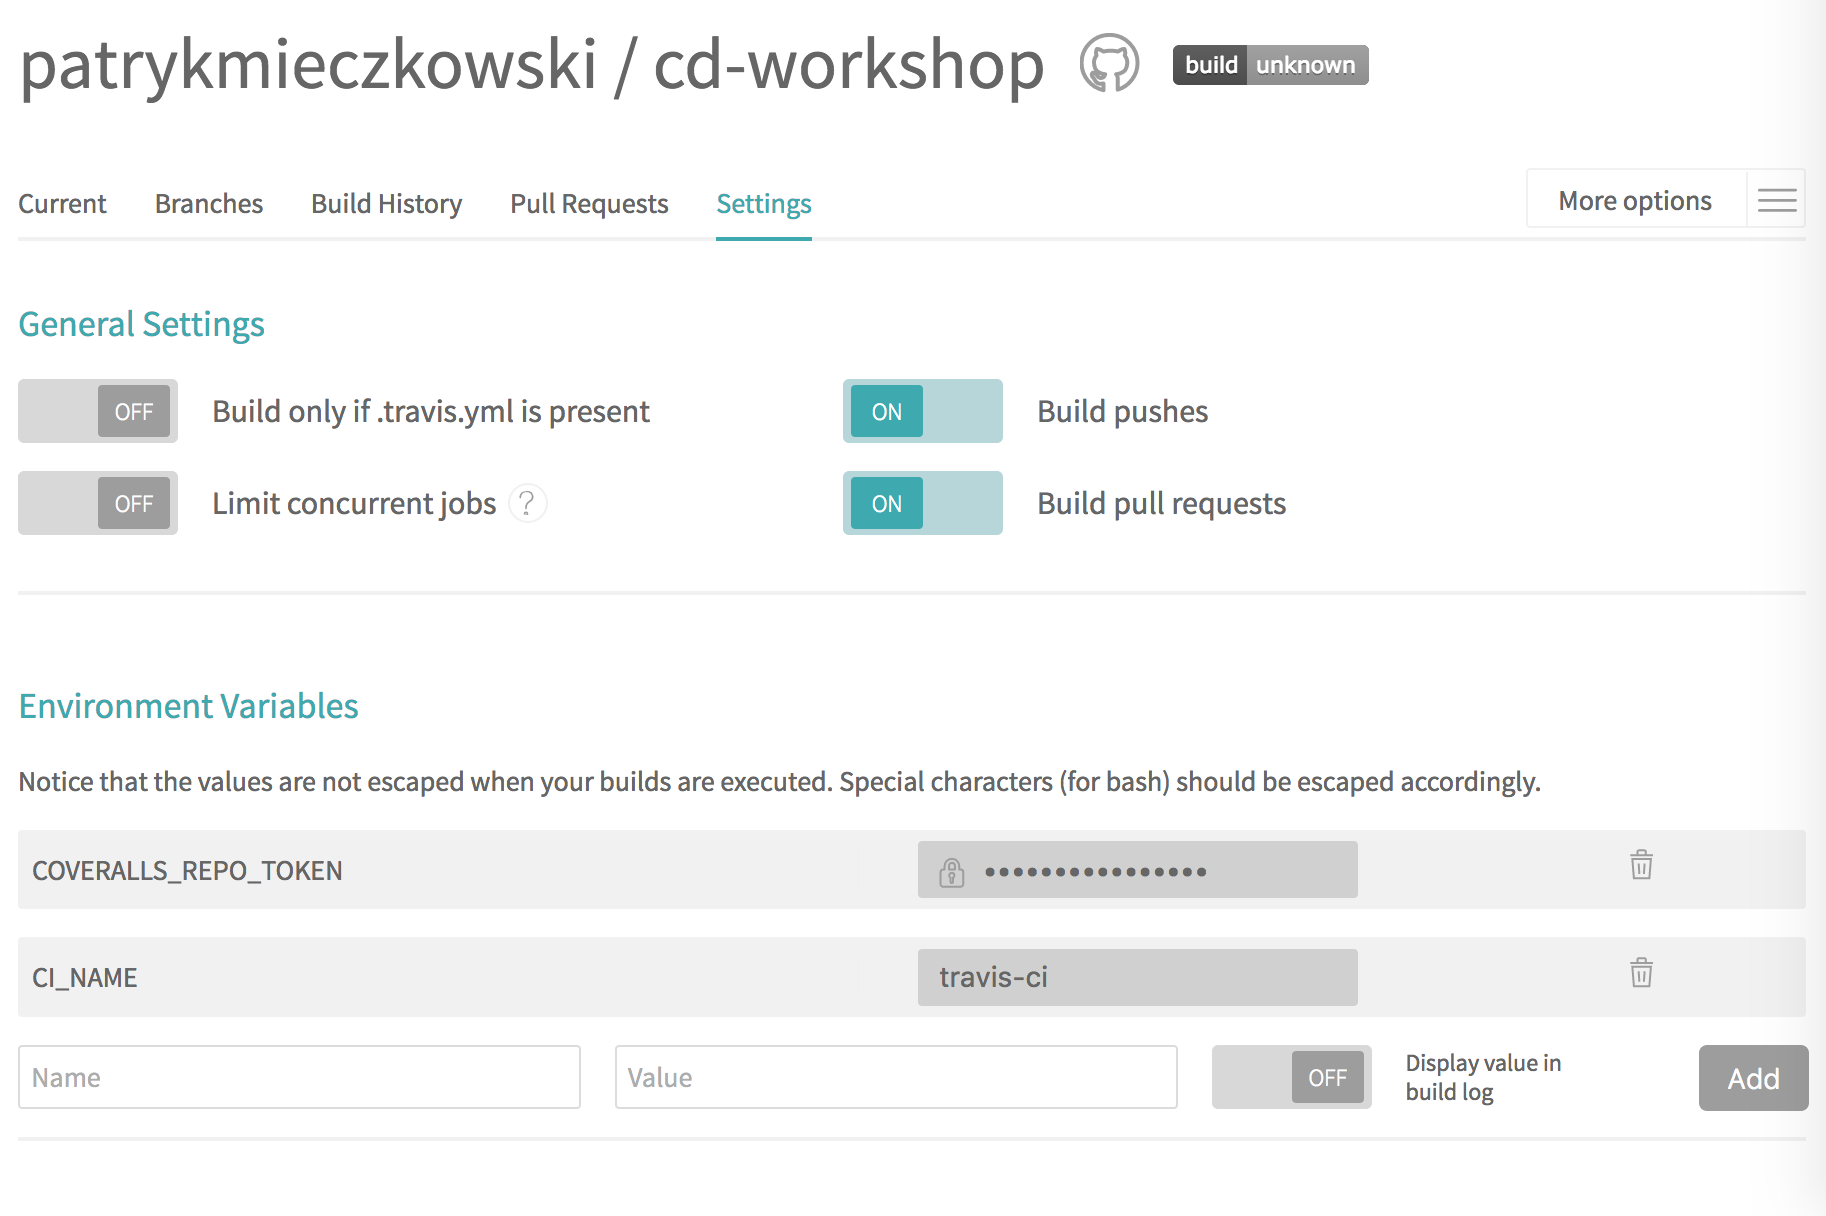 patrykmieczkowski / cd-workshop build unknown
Current Branches Build History Pull Requests Settings More options
General Settings
OFF Build only if .travis.yml is present ON Build pushes
OFF Limit concurrent jobs ? ON Build pull requests
Environment Variables
Notice that the values are not escaped when your builds are executed. Special characters (for bash) should be escaped accordingly.
COVERALLS_REPO_TOKEN ••••••••••••••••
CI_NAME travis-ci
Name Value OFF Display value in
build log
Add